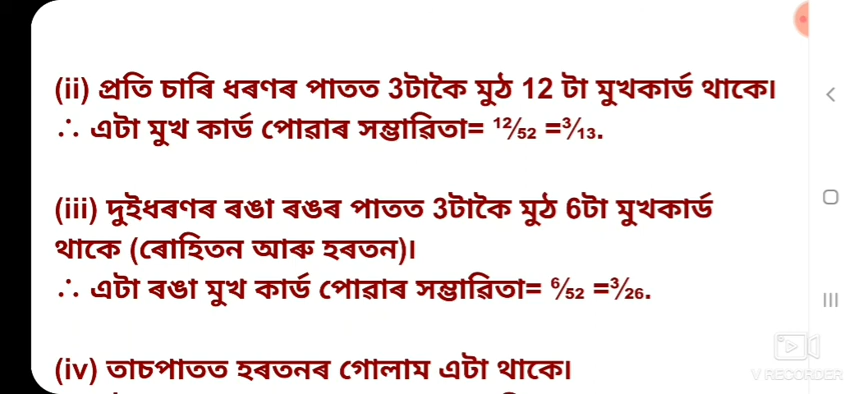 (ii) প্ৰতি চাৰি ধৰণৰ পাতত 3টাকৈ মুঠ 12 টা মুখকাৰ্ড থাকে।
∴ এটা মুখ কাৰ্ড পোৱাৰ সম্ভাৱিতা= ¹²⁄₅₂ =³⁄₁₃.
(iii) দুইধৰণৰ ৰঙা ৰঙৰ পাতত 3টাকৈ মুঠ 6টা মুখকাৰ্ড
থাকে (ৰোহিতন আৰু হৰতন)।
∴ এটা ৰঙা মুখ কাৰ্ড পোৱাৰ সম্ভাৱিতা= ⁶⁄₅₂ =³⁄₂₆.
(iv) তাচপাতত হৰতনৰ গোলাম এটা থাকে।
V RECORDER